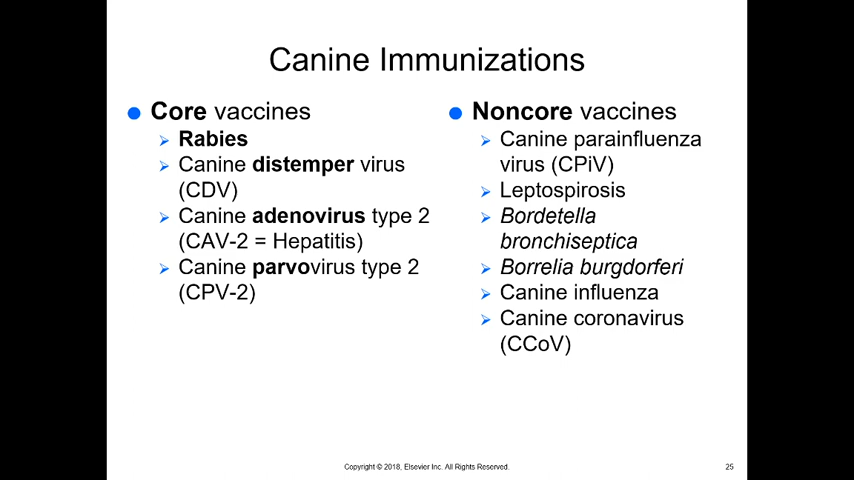 Canine Immunizations
Core vaccines
Rabies
Canine distemper virus
(CDV)
Canine adenovirus type 2
(CAV-2 = Hepatitis)
Canine parvovirus type 2
(CPV-2)
Noncore vaccines
Canine parainfluenza
virus (CPiV)
Leptospirosis
Bordetella
bronchiseptica
Borrelia burgdorferi
Canine influenza
Canine coronavirus
(CCoV)
Copyright © 2018, Elsevier Inc. All Rights Reserved.
25